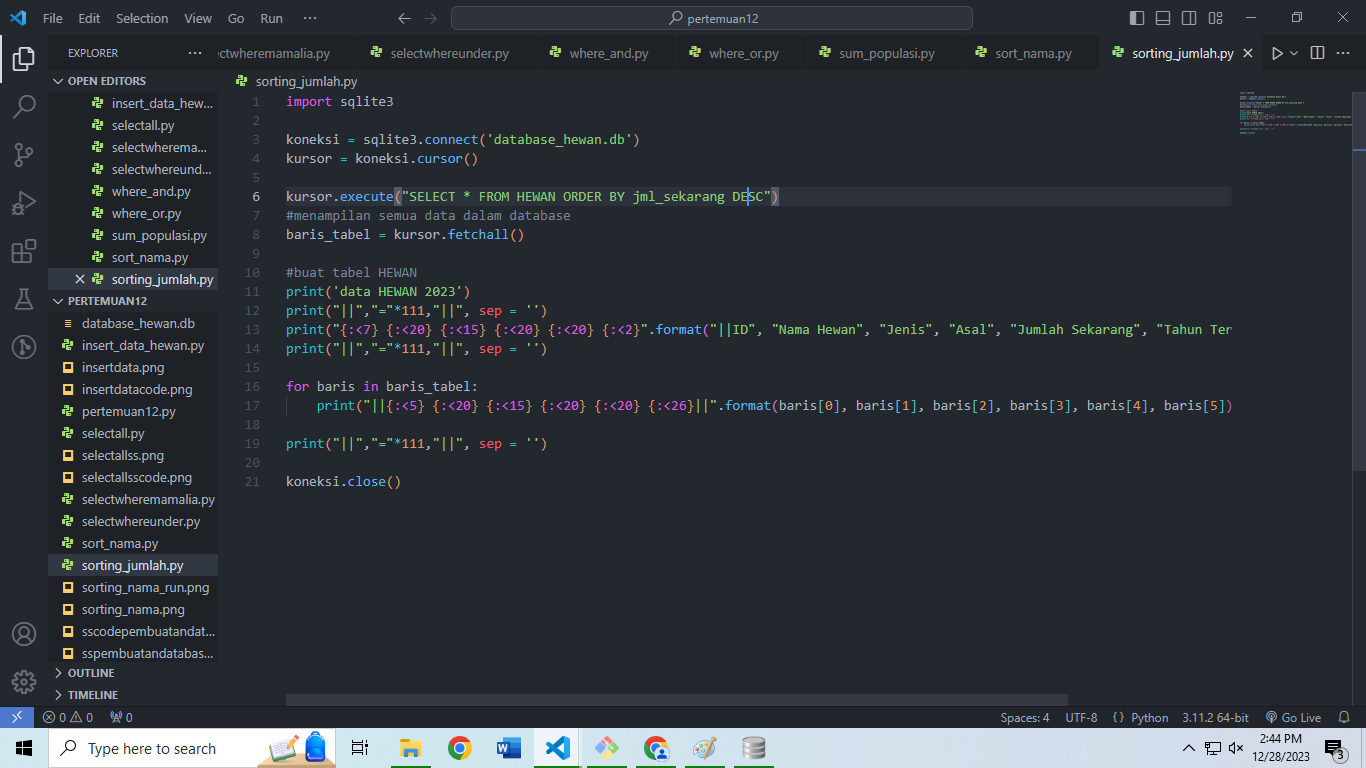 File Edit Selection View Go Run ···
pertemuan12
EXPLORER ···
ectwheremamalia.py selectwhereunder.py where_and.py where_or.py sum_populasi.py sort_nama.py sorting_jumlah.py
OPEN EDITORS
insert_data_hew...
selectall.py
selectwherema...
selectwhereund...
where_and.py
where_or.py
sum_populasi.py
sort_nama.py
sorting_jumlah.py
PERTEMUAN12
database_hewan.db
insert_data_hewan.py
insertdata.png
insertdatacode.png
pertemuan12.py
selectall.py
selectallss.png
selectallsscode.png
selectwheremamalia.py
selectwhereunder.py
sort_nama.py
sorting_jumlah.py
sorting_nama_run.png
sorting_nama.png
sscodepembuatandat...
sspembuatandatabas...
OUTLINE
TIMELINE
sorting_jumlah.py
1 import sqlite3
2
3 koneksi = sqlite3.connect('database_hewan.db')
4 kursor = koneksi.cursor()
5
6 kursor.execute("SELECT * FROM HEWAN ORDER BY jml_sekarang DESC")
7 #menampilan semua data dalam database
8 baris_tabel = kursor.fetchall()
9
10 #buat tabel HEWAN
11 print('data HEWAN 2023')
12 print("||","="*111,"||", sep = '')
13 print("{:<7} {:<20} {:<15} {:<20} {:<20} {:<2}".format("||ID", "Nama Hewan", "Jenis", "Asal", "Jumlah Sekarang", "Tahun Ter
14 print("||","="*111,"||", sep = '')
15
16 for baris in baris_tabel:
17 print("||{:<5} {:<20} {:<15} {:<20} {:<20} {:<26}||".format(baris[0], baris[1], baris[2], baris[3], baris[4], baris[5])
18
19 print("||","="*111,"||", sep = '')
20
21 koneksi.close()
0 0 0
Spaces: 4 UTF-8 {} Python 3.11.2 64-bit Go Live
Type here to search
2:44 PM
12/28/2023
3